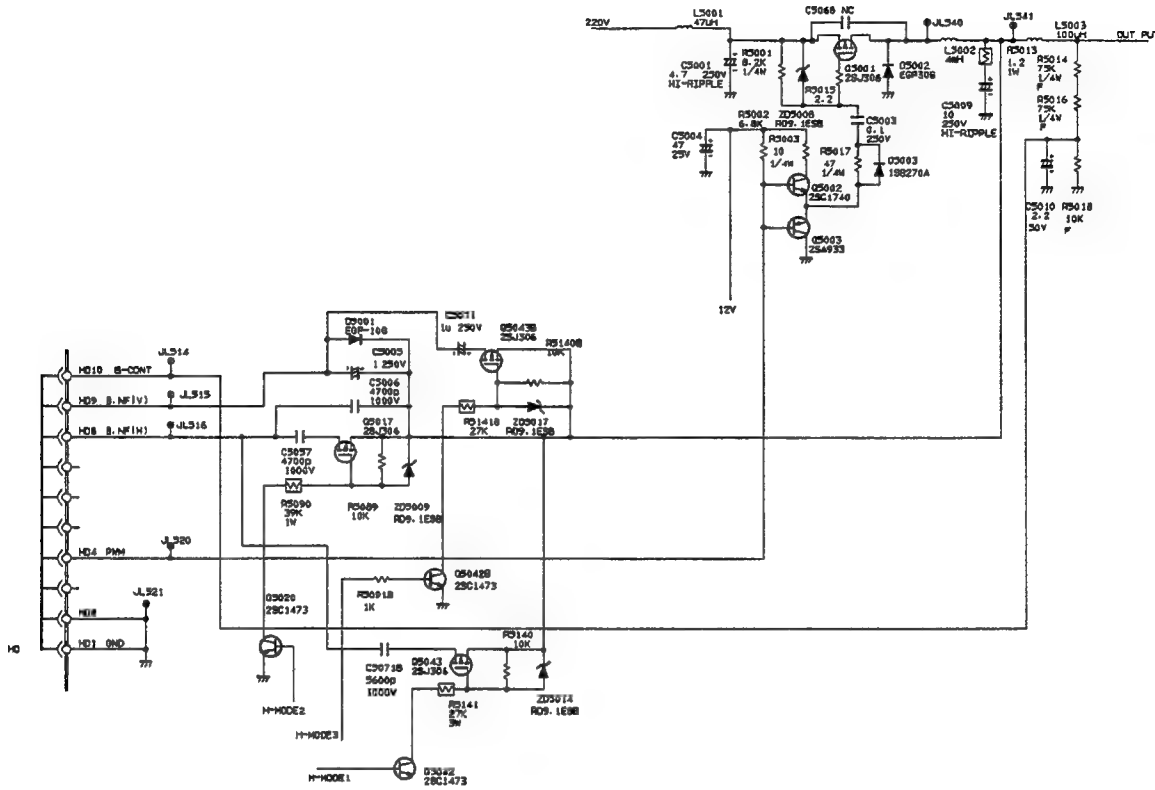 220V
L5001
47UH
C5066 NC
JL540
JL541
L5003
100uH
OUT PUT
C5001
4.7 250V
HI-RIPPLE
R5001
8.2K
1/4W
R5015
2.2
ZD5006
RD9.1ESB
Q5001
2SJ306
D5002
EGP30G
L5002
4mH
R5013
1.2
1W
C5009
10
250V
HI-RIPPLE
R5014
75K
1/4W
F
R5016
75K
1/4W
F
C5004
47
25V
R5002
6.8K
R5003
10
1/4W
C5003
0.1
250V
R5017
47
1/4W
D5003
1SS270A
Q5002
2SC1740
Q5003
2SA933
C5010
2.2
50V
R5018
10K
F
12V
D5001
EGP-10G
1u 250V
Q5043B
2SJ306
R5140B
10K
C5005
1 250V
C5006
4700p
1000V
JL514
HD10 B-CONT
HD9 B.NF(V)
JL515
HD8 B.NF(H)
JL516
C5057
4700p
1000V
Q5017
2SJ306
R5141B
27K
ZD5017
RD9.1ESB
R5090
39K
1W
R5089
10K
ZD5009
RD9.1ESB
HD4 PWM
JL520
Q5042B
2SC1473
R5091B
1K
Q5020
2SC1473
JL521
HD2
HD1 GND
HD
R5140
10K
C5071B
5600p
1000V
Q5043
2SJ306
ZD5014
RD9.1ESB
R5141
27K
3W
H-MODE2
H-MODE3
H-MODE1
Q5042
2SC1473